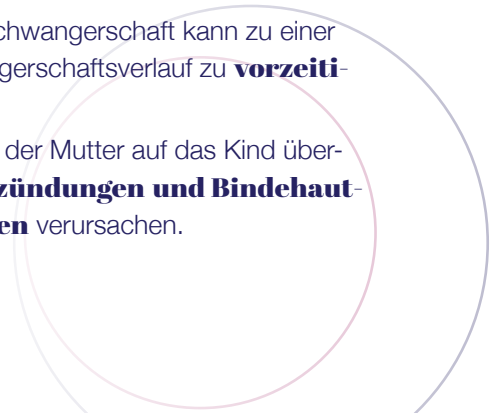 chwangerschaft kann zu einer
gerschaftsverlauf zu vorzeiti-
der Mutter auf das Kind über-
zündungen und Bindehaut-
en verursachen.